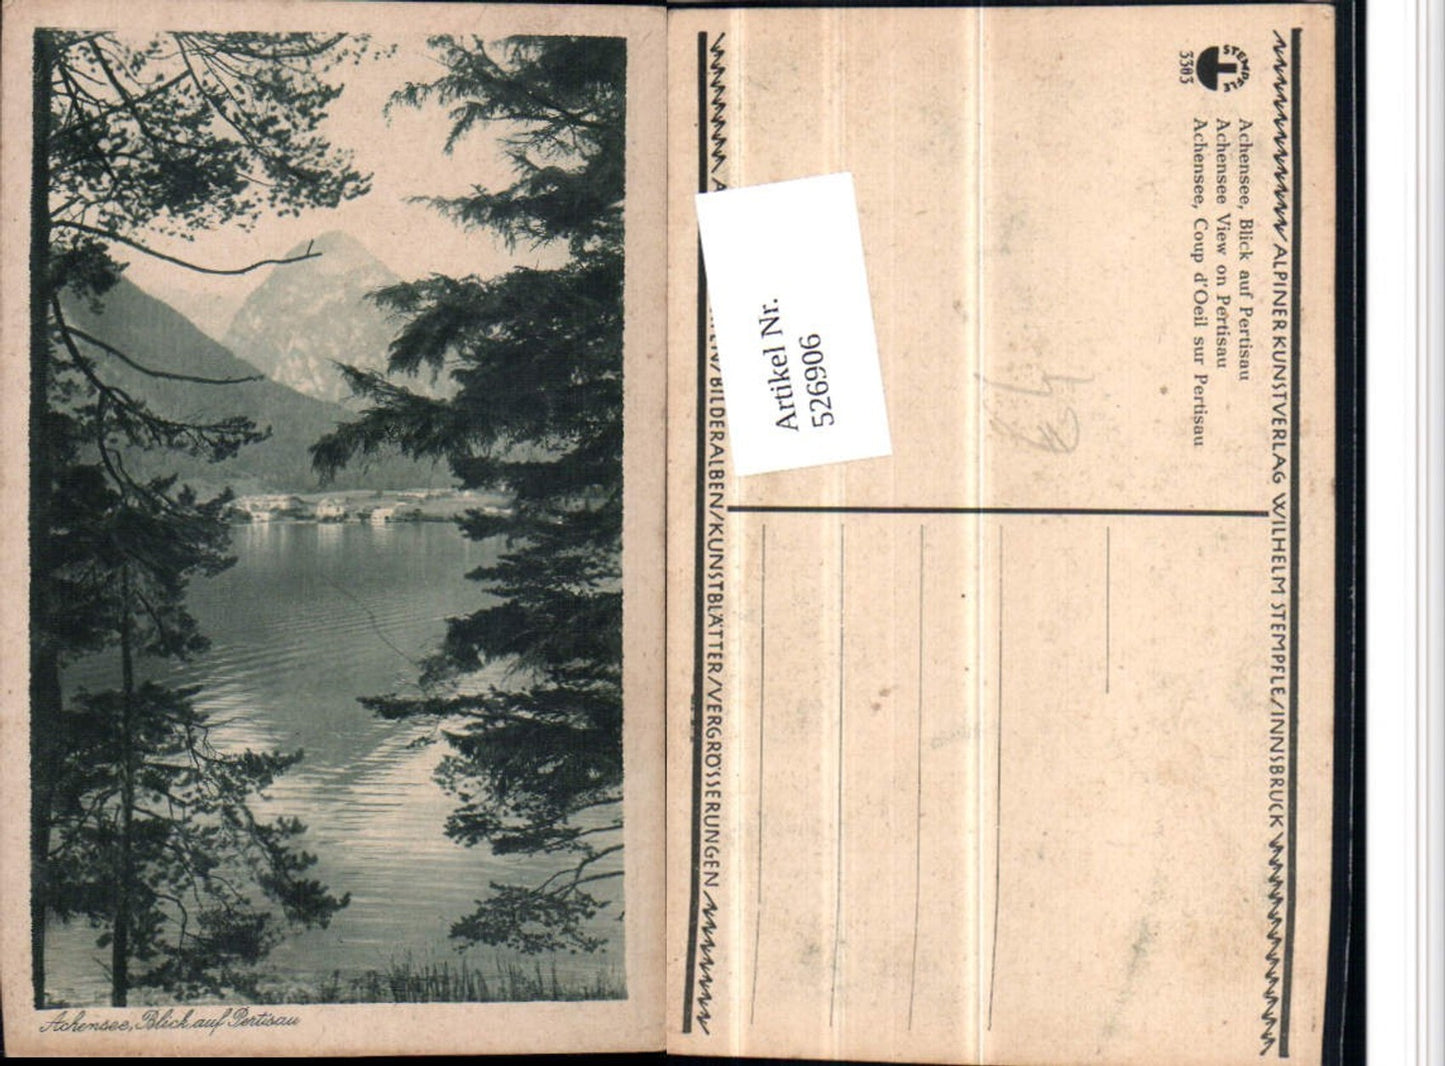 Achensee, Blick auf Pertisau
ALPINER KUNSTVERLAG WILHELM STEMPFLE/INNSBRUCK
STEMPFLE
3303
Achensee, Blick auf Pertisau
Achensee View on Pertisau
Achensee, Coup d'Oeil sur Pertisau
Artikel Nr.
526906
BILDERALBEN/KUNSTBLÄTTER/VERGRÖSSERUNGEN